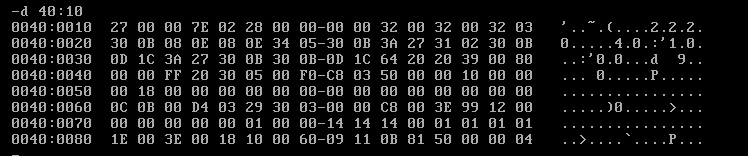 -d 40:10
0040:0010 27 00 00 7E 02 28 00 00-00 00 32 00 32 00 32 03 '..~.(....2.2.2.
0040:0020 30 0B 08 0E 08 0E 34 05-30 0B 3A 27 31 02 30 0B 0.....4.0.:'1.0.
0040:0030 0D 1C 3A 27 30 0B 30 0B-0D 1C 64 20 20 39 00 80 ..:'0.0...d  9..
0040:0040 00 00 FF 20 30 05 00 F0-C8 03 50 00 00 10 00 00 ... 0.....P.....
0040:0050 00 18 00 00 00 00 00 00-00 00 00 00 00 00 00 00 ................
0040:0060 0C 0B 00 D4 03 29 30 03-00 00 C8 00 3E 99 12 00 .....)0.....>...
0040:0070 00 00 00 00 00 01 00 00-14 14 14 00 01 01 01 01 ................
0040:0080 1E 00 3E 00 18 10 00 60-09 11 0B 81 50 00 00 04 ..>....`....P...
-